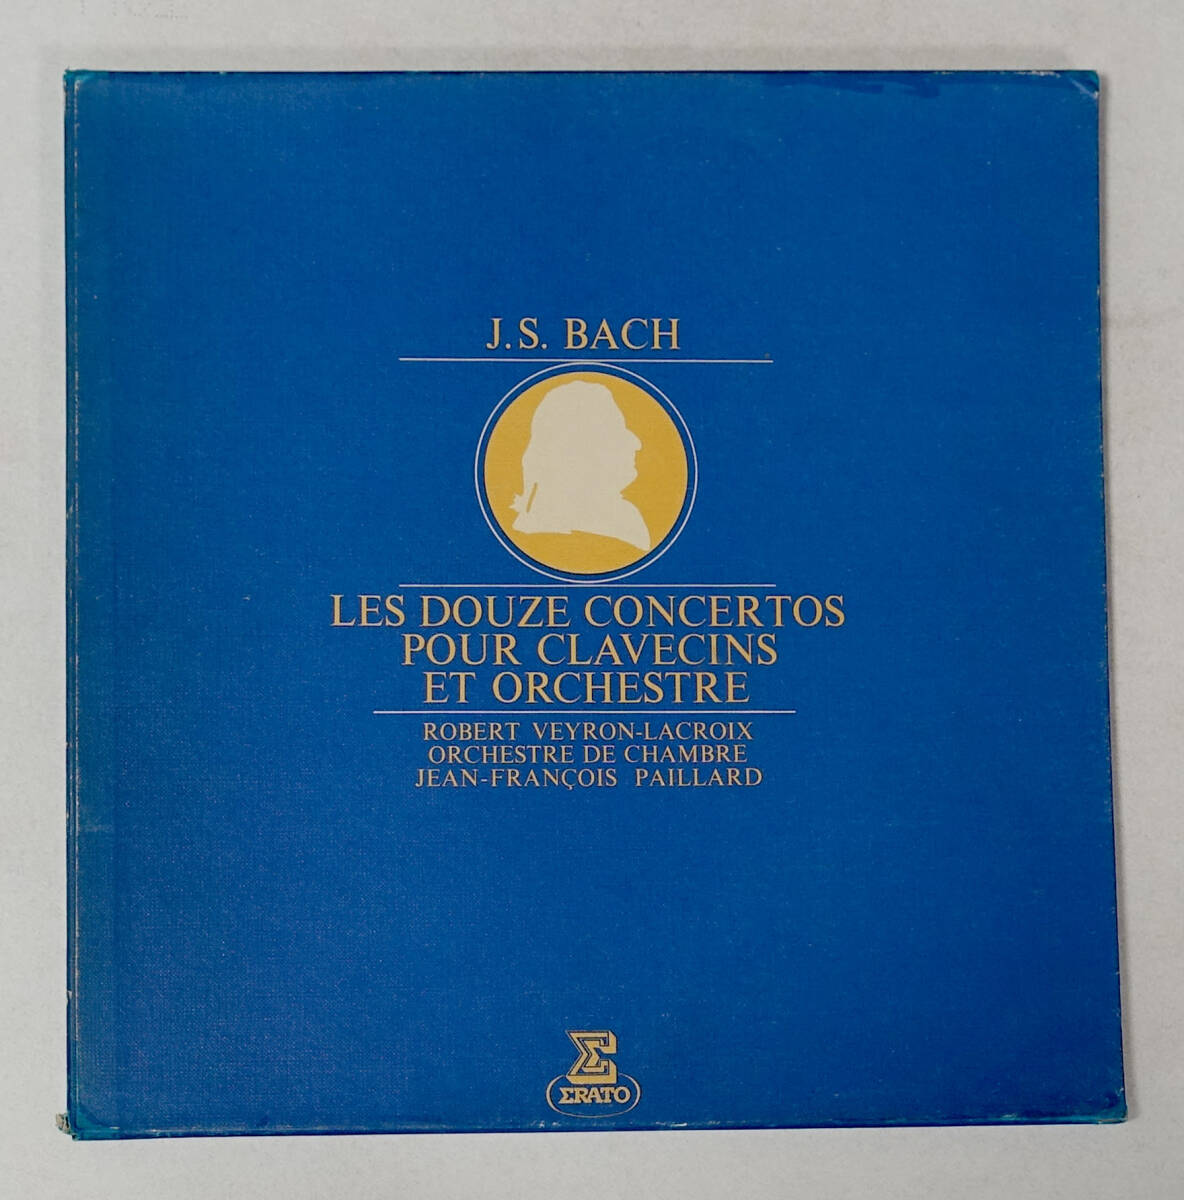 J.S. BACH
LES DOUZE CONCERTOS
POUR CLAVECINS
ET ORCHESTRE
ROBERT VEYRON-LACROIX
ORCHESTRE DE CHAMBRE
JEAN-FRANÇOIS PAILLARD
ΣRATO